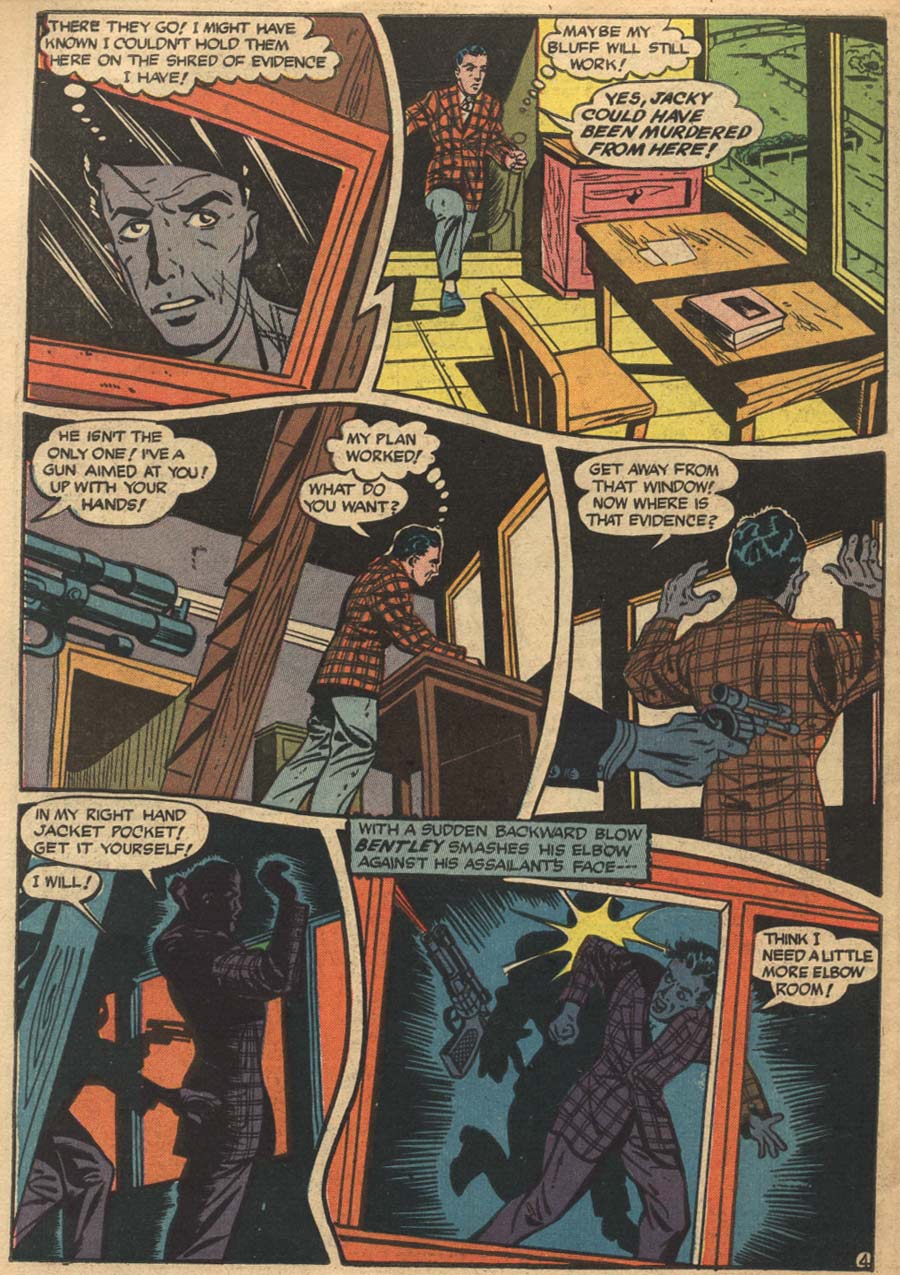 THERE THEY GO! I MIGHT HAVE
KNOWN I COULDN'T HOLD THEM
HERE ON THE SHRED OF EVIDENCE
I HAVE!
MAYBE MY
BLUFF WILL STILL
WORK!
YES, JACKY
COULD HAVE
BEEN MURDERED
FROM HERE!
HE ISN'T THE
ONLY ONE! I'VE A
GUN AIMED AT YOU!
UP WITH YOUR
HANDS!
MY PLAN
WORKED!
WHAT DO
YOU WANT?
GET AWAY FROM
THAT WINDOW!
NOW WHERE IS
THAT EVIDENCE?
IN MY RIGHT HAND
JACKET POCKET!
GET IT YOURSELF!
I WILL!
WITH A SUDDEN BACKWARD BLOW
BENTLEY SMASHES HIS ELBOW
AGAINST HIS ASSAILANT'S FACE---
THINK I
NEED A LITTLE
MORE ELBOW
ROOM!
4